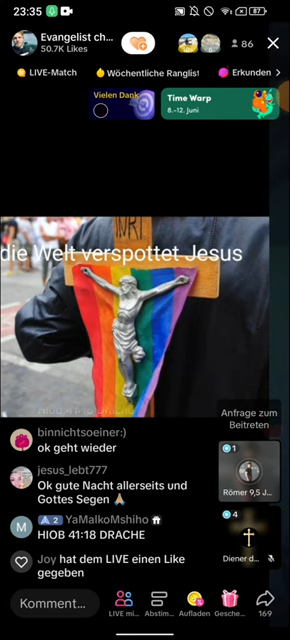 23:35
87
Evangelist ch...
50.7K Likes
86
LIVE-Match
Wöchentliche Ranglist
Erkunden
Vielen Dank
Time Warp
8.–12. Juni
INRI
die Welt verspottet Jesus
Anfrage zum
Beitreten
binnichtsoeiner:)
ok geht wieder
1
Römer 9,5 J...
jesus_lebt777
Ok gute Nacht allerseits und
Gottes Segen 🙏
4
Diener d...
M
2 YaMalkoMshiho
HIOB 41:18 DRACHE
Joy hat dem LIVE einen Like
gegeben
Komment...
LIVE mi...
Abstim...
Aufladen
Gesche...
169